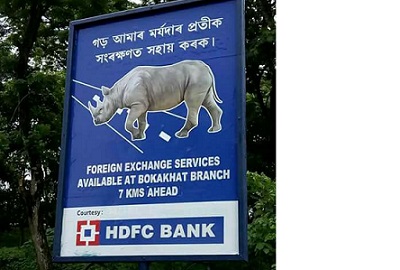 গড় আমাৰ মৰ্যদাৰ প্ৰতীক
সংৰক্ষণত সহায় কৰক।
FOREIGN EXCHANGE SERVICES
AVAILABLE AT BOKAKHAT BRANCH
7 KMS AHEAD
Courtesy :
HDFC BANK